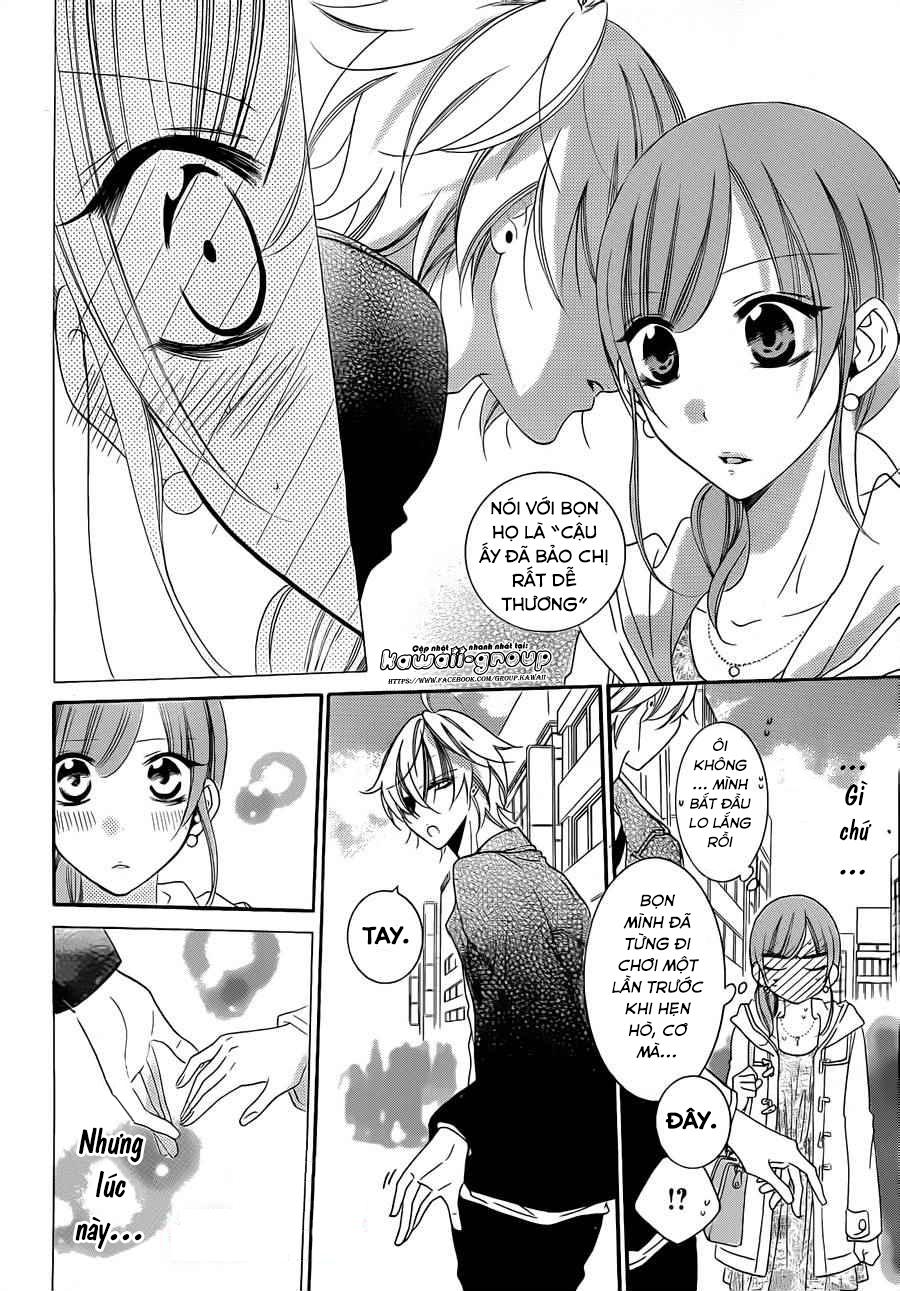 NÓI VỚI BỌN
HỌ LÀ "CẬU
ẤY ĐÃ BẢO CHỊ
RẤT DỄ
THƯƠNG"
Cập nhật nhanh nhất tại:
kawaii-group
HTTPS://WWW.FACEBOOK.COM/GROUP.KAWAII
...
Gì
chứ
...
ÔI
KHÔNG
... MÌNH
BẮT ĐẦU
LO LẮNG
RỒI
BỌN
MÌNH ĐÃ
TỪNG ĐI
CHƠI MỘT
LẦN TRƯỚC
KHI HẸN
HÒ, CƠ
MÀ...
ĐÂY.
!?
TAY.
Nhưng
lúc
này...